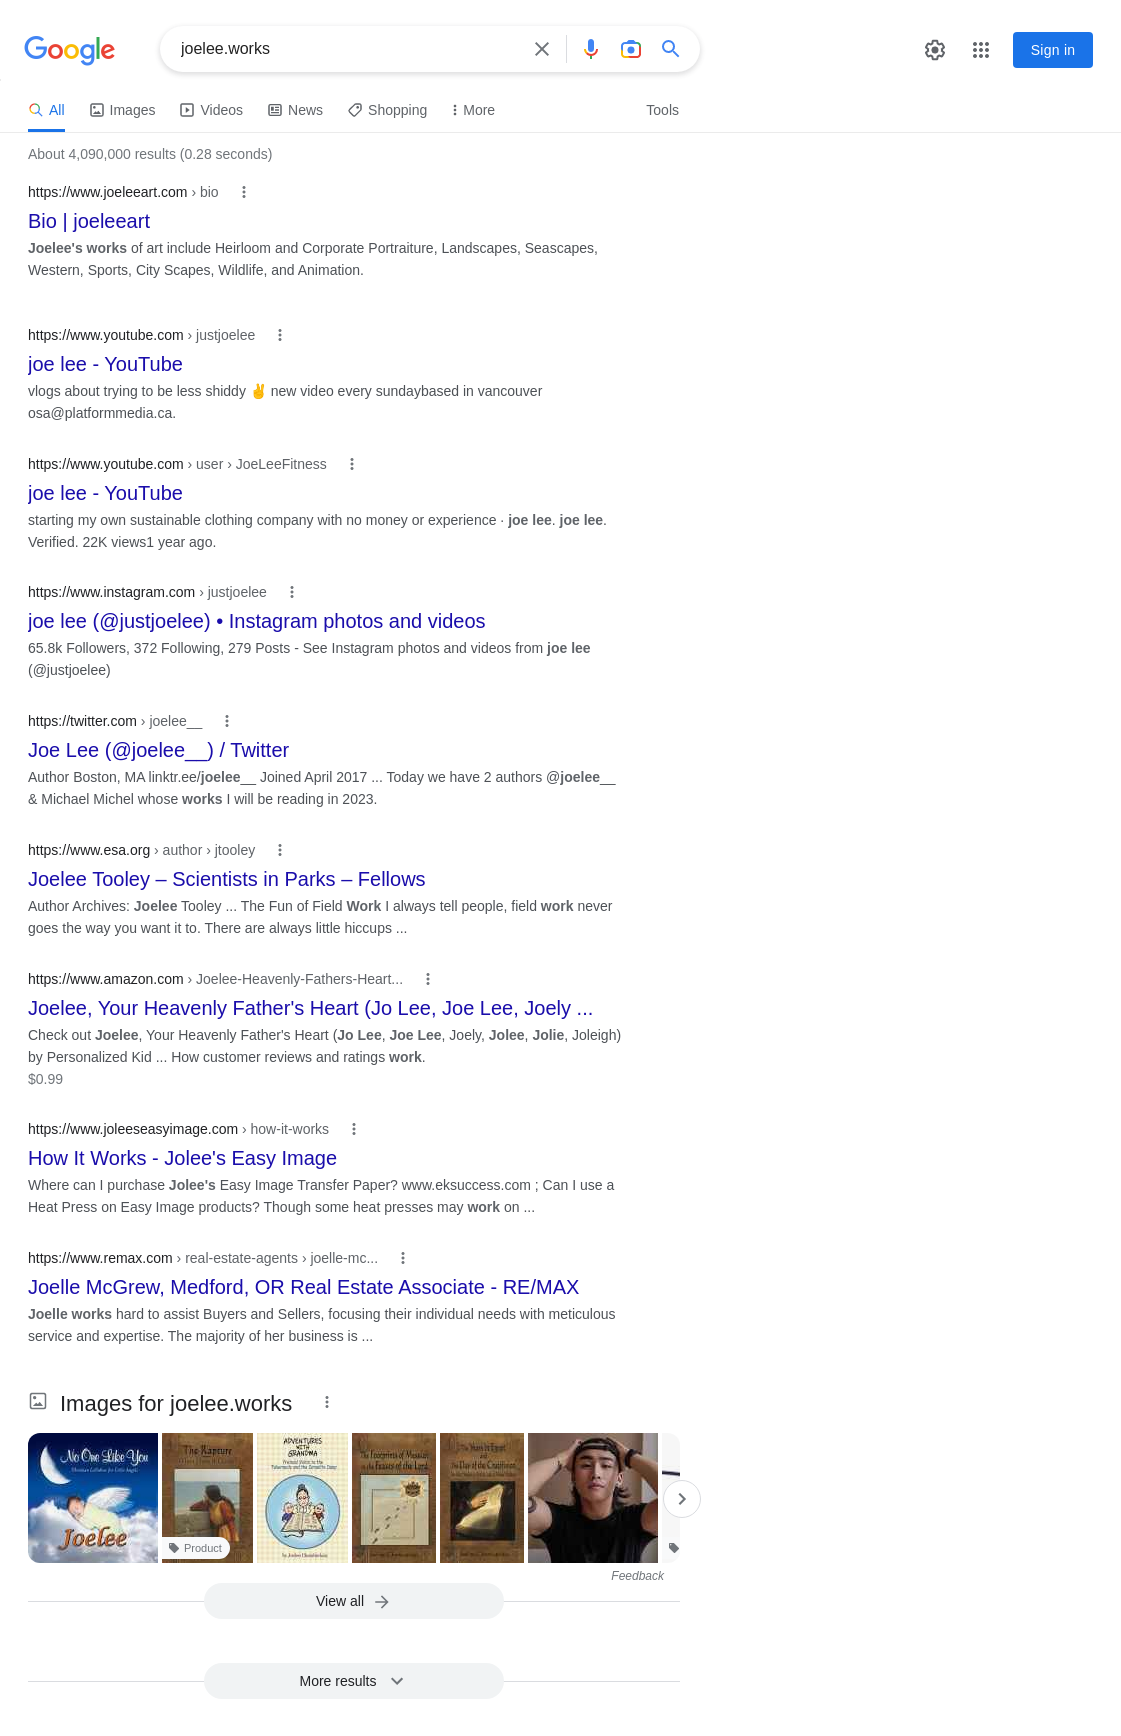 Google
joelee.works
Sign in
All
Images
Videos
News
Shopping
More
Tools
About 4,090,000 results (0.28 seconds)
https://www.joeleeart.com › bio
Bio | joeleeart
Joelee's works of art include Heirloom and Corporate Portraiture, Landscapes, Seascapes,
Western, Sports, City Scapes, Wildlife, and Animation.
https://www.youtube.com › justjoelee
joe lee - YouTube
vlogs about trying to be less shiddy ✌️ new video every sundaybased in vancouver
osa@platformmedia.ca.
https://www.youtube.com › user › JoeLeeFitness
joe lee - YouTube
starting my own sustainable clothing company with no money or experience · joe lee. joe lee.
Verified. 22K views1 year ago.
https://www.instagram.com › justjoelee
joe lee (@justjoelee) • Instagram photos and videos
65.8k Followers, 372 Following, 279 Posts - See Instagram photos and videos from joe lee
(@justjoelee)
https://twitter.com › joelee__
Joe Lee (@joelee__) / Twitter
Author Boston, MA linktr.ee/joelee__ Joined April 2017 ... Today we have 2 authors @joelee__
& Michael Michel whose works I will be reading in 2023.
https://www.esa.org › author › jtooley
Joelee Tooley – Scientists in Parks – Fellows
Author Archives: Joelee Tooley ... The Fun of Field Work I always tell people, field work never
goes the way you want it to. There are always little hiccups ...
https://www.amazon.com › Joelee-Heavenly-Fathers-Heart...
Joelee, Your Heavenly Father's Heart (Jo Lee, Joe Lee, Joely ...
Check out Joelee, Your Heavenly Father's Heart (Jo Lee, Joe Lee, Joely, Jolee, Jolie, Joleigh)
by Personalized Kid ... How customer reviews and ratings work.
$0.99
https://www.joleeseasyimage.com › how-it-works
How It Works - Jolee's Easy Image
Where can I purchase Jolee's Easy Image Transfer Paper? www.eksuccess.com ; Can I use a
Heat Press on Easy Image products? Though some heat presses may work on ...
https://www.remax.com › real-estate-agents › joelle-mc...
Joelle McGrew, Medford, OR Real Estate Associate - RE/MAX
Joelle works hard to assist Buyers and Sellers, focusing their individual needs with meticulous
service and expertise. The majority of her business is ...
Images for joelee.works
No One Like You
Joelee
The Rapture
Product
ADVENTURES
WITH
GRANDMA
The Footprints of Messiah
in the Feasts of the Lord
The Years in Egypt
and
The Day of the Crucifixion
Feedback
View all
More results